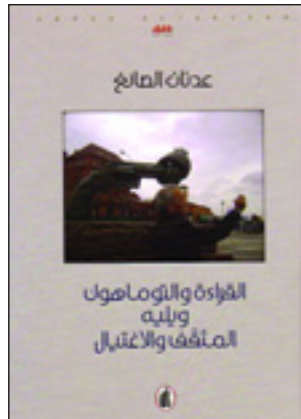 عدنان الصائغ
القراءة والتوماهوك
ويليه
المثقف والاغتيال